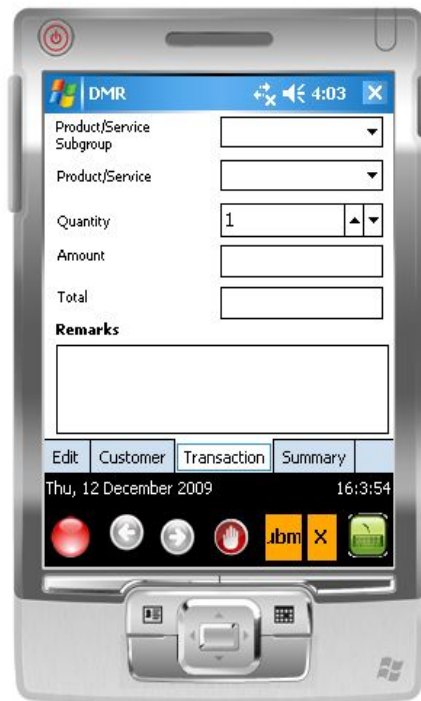 DMR 4:03
Product/Service
Subgroup
Product/Service
Quantity 1
Amount
Total
Remarks
Edit Customer Transaction Summary
Thu, 12 December 2009 16:3:54
ubm X